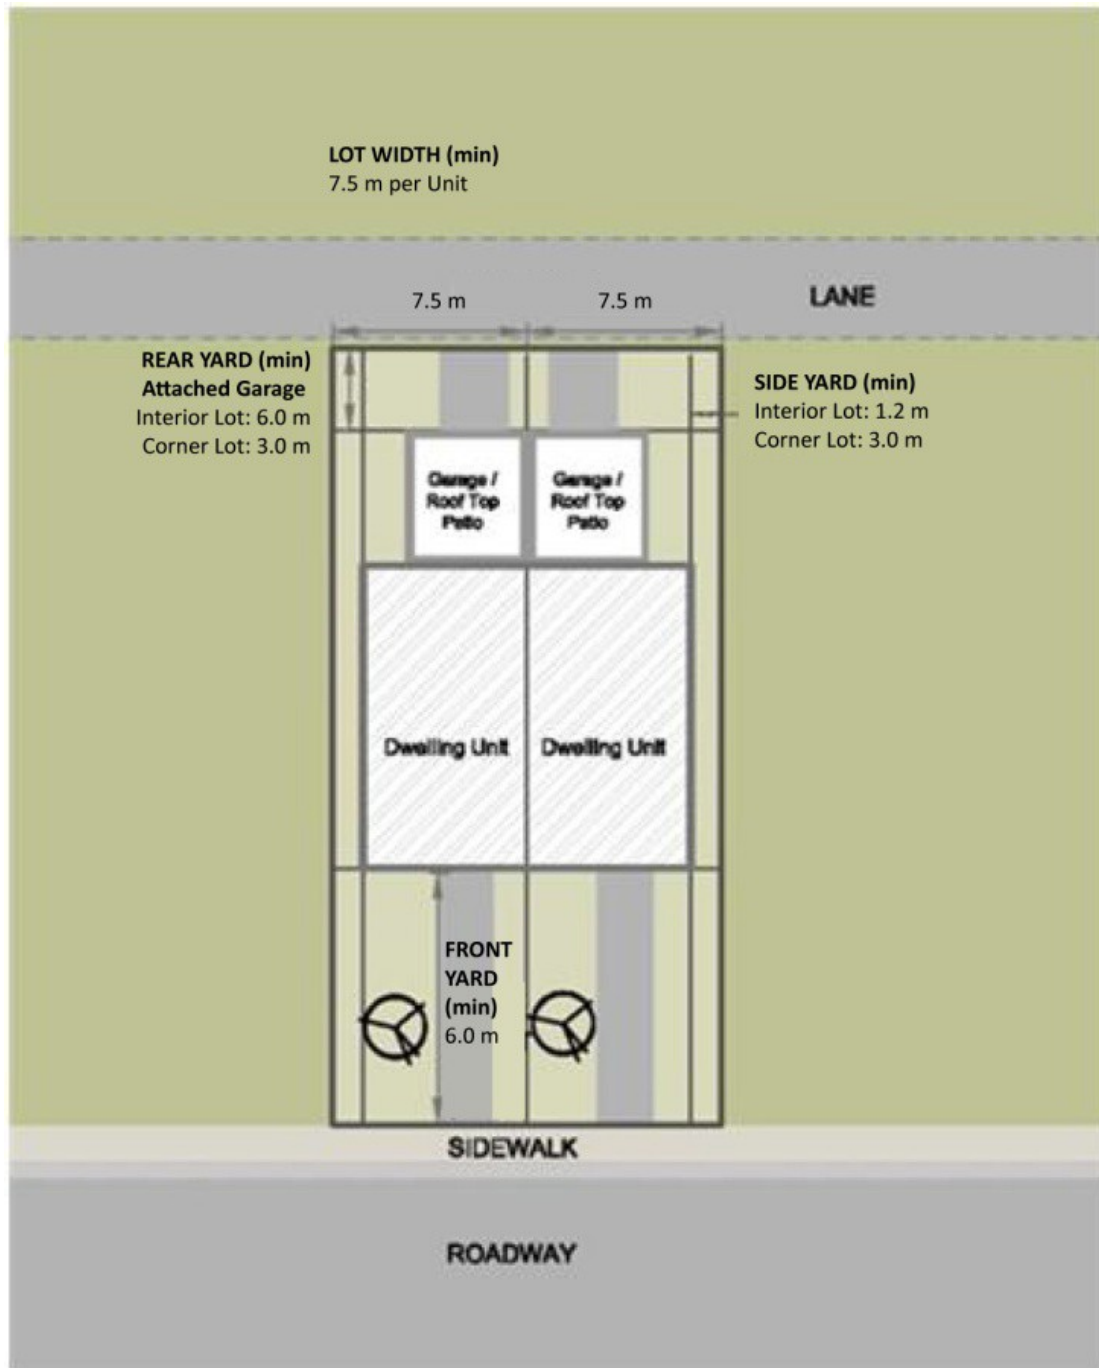 LOT WIDTH (min)
7.5 m per Unit
7.5 m
7.5 m
LANE
REAR YARD (min)
Attached Garage
Interior Lot: 6.0 m
Corner Lot: 3.0 m
SIDE YARD (min)
Interior Lot: 1.2 m
Corner Lot: 3.0 m
Garage /
Roof Top
Patio
Garage /
Roof Top
Patio
Dwelling Unit
Dwelling Unit
FRONT
YARD
(min)
6.0 m
SIDEWALK
ROADWAY